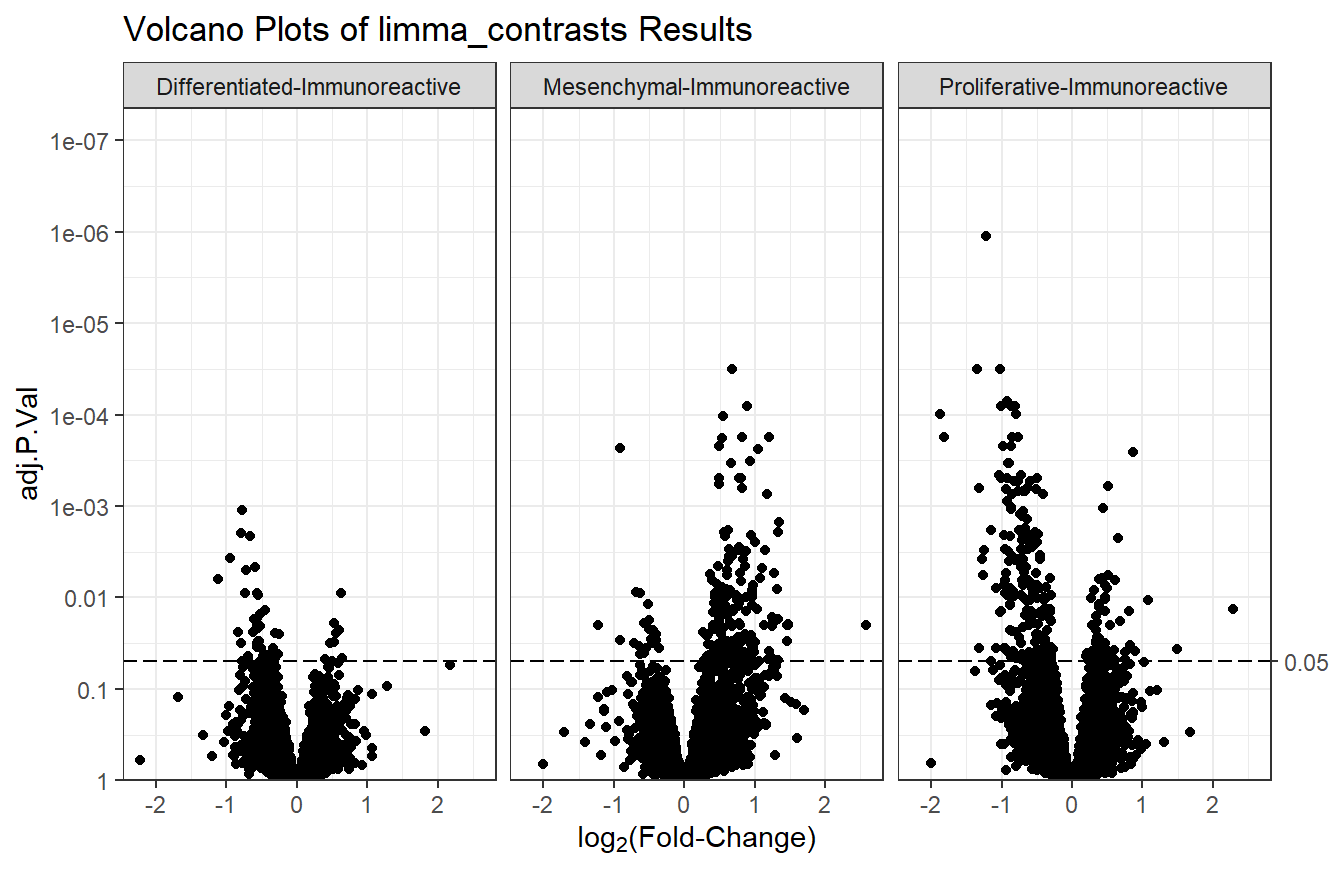 Volcano Plots of limma_contrasts Results
Differentiated-Immunoreactive
Mesenchymal-Immunoreactive
Proliferative-Immunoreactive
adj.P.Val
1e-07
1e-06
1e-05
1e-04
1e-03
0.01
0.1
1
0.05
-2 -1 0 1 2
-2 -1 0 1 2
-2 -1 0 1 2
log₂(Fold-Change)